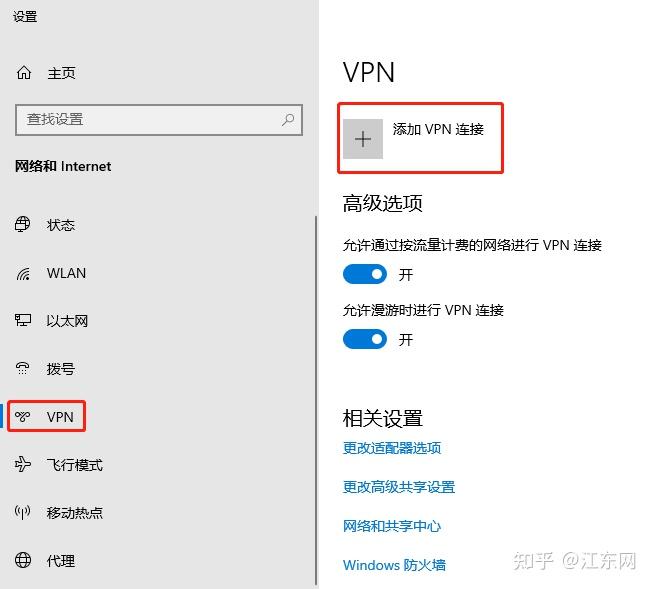 设置
主页
查找设置
网络和 Internet
状态
WLAN
以太网
拨号
VPN
飞行模式
移动热点
代理
VPN
添加 VPN 连接
高级选项
允许通过按流量计费的网络进行 VPN 连接
开
允许漫游时进行 VPN 连接
开
相关设置
更改适配器选项
更改高级共享设置
网络和共享中心
Windows 防火墙
知乎 @江东网